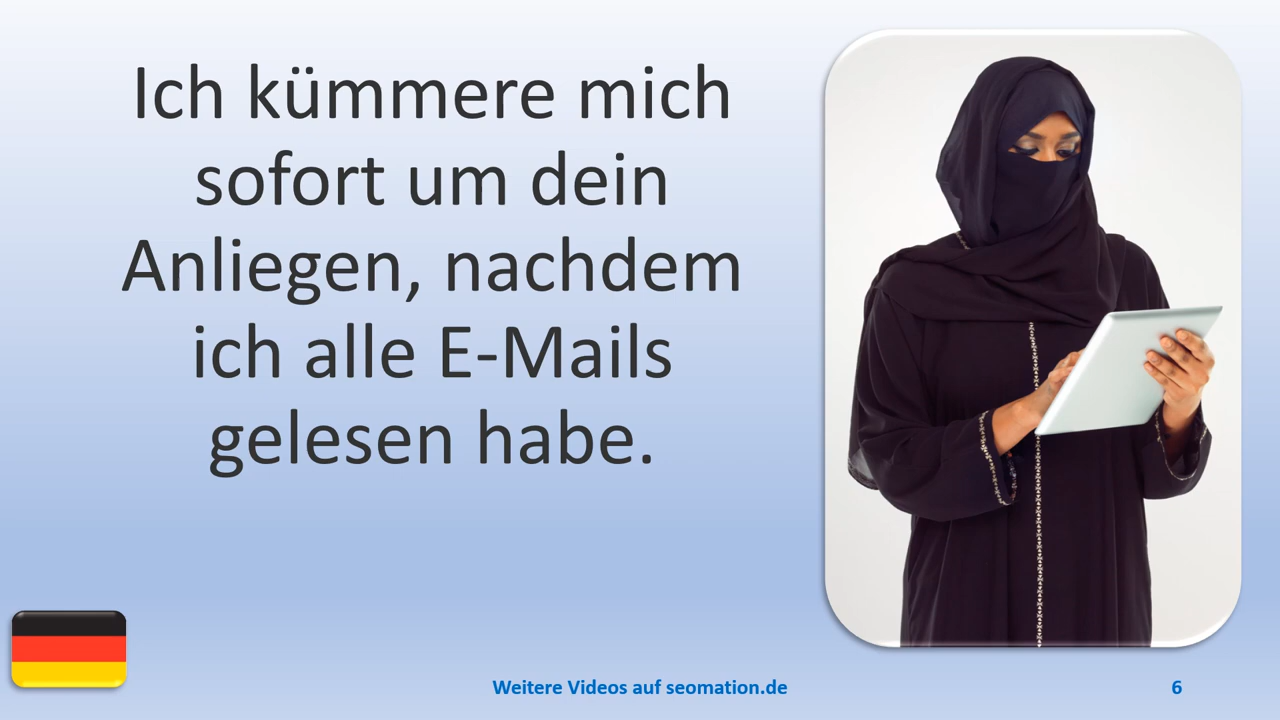 Ich kümmere mich
sofort um dein
Anliegen, nachdem
ich alle E-Mails
gelesen habe.
Weitere Videos auf seomation.de
6